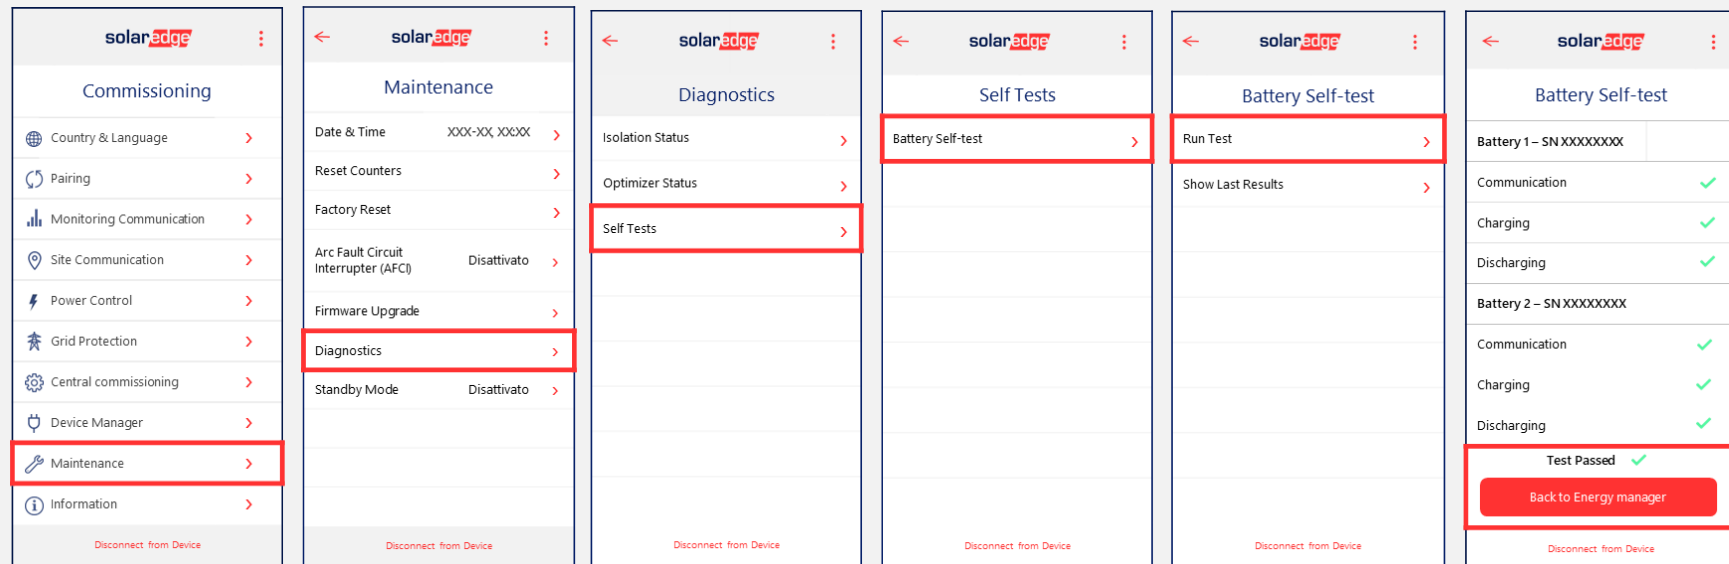 solaredge
Commissioning
Country & Language
Pairing
Monitoring Communication
Site Communication
Power Control
Grid Protection
Central commissioning
Device Manager
Maintenance
Information
Disconnect from Device
solaredge
Maintenance
Date & Time XXX-XX, XX:XX
Reset Counters
Factory Reset
Arc Fault Circuit
Interrupter (AFCI) Disattivato
Firmware Upgrade
Diagnostics
Standby Mode Disattivato
Disconnect from Device
solaredge
Diagnostics
Isolation Status
Optimizer Status
Self Tests
Disconnect from Device
solaredge
Self Tests
Battery Self-test
Disconnect from Device
solaredge
Battery Self-test
Run Test
Show Last Results
Disconnect from Device
solaredge
Battery Self-test
Battery 1 – SN XXXXXXXX
Communication
Charging
Discharging
Battery 2 – SN XXXXXXXX
Communication
Charging
Discharging
Test Passed
Back to Energy manager
Disconnect from Device